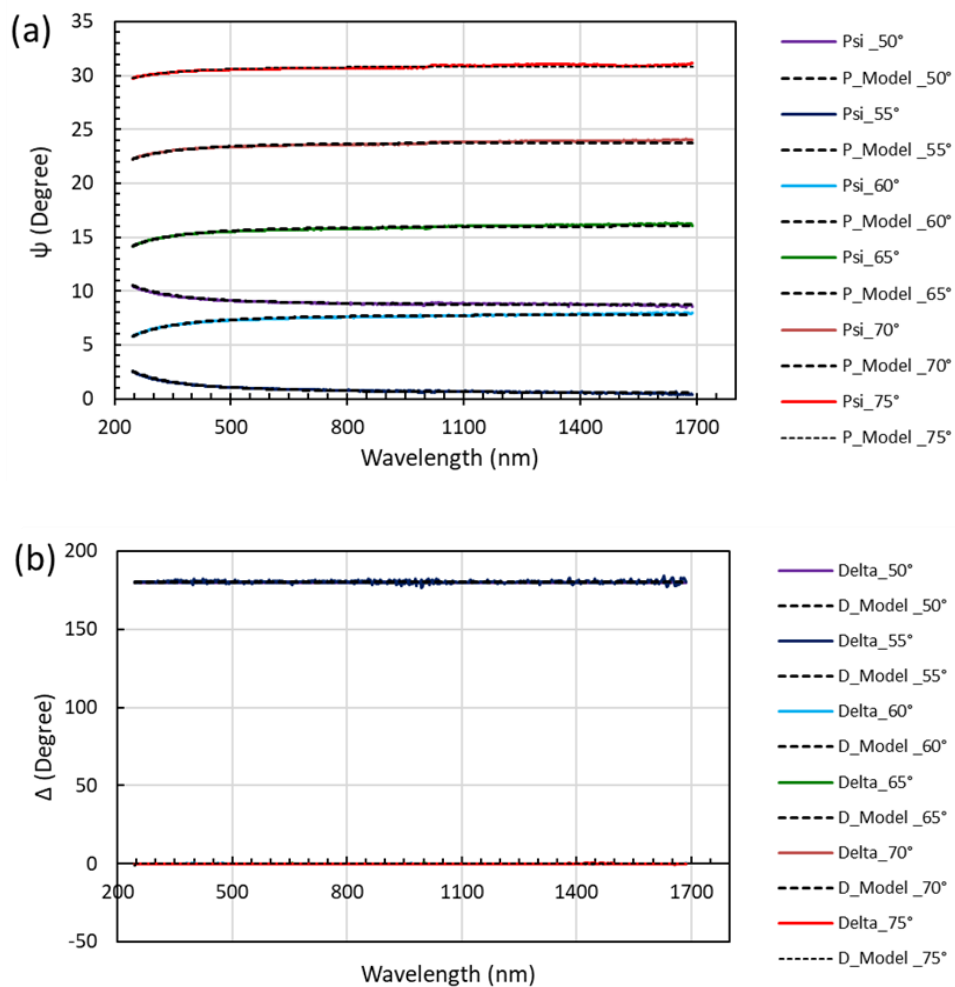 (a)
35
30
25
20
15
10
5
0
ψ (Degree)
200 500 800 1100 1400 1700
Wavelength (nm)
Psi _50°
P_Model _50°
Psi_55°
P_Model _55°
Psi_60°
P_Model _60°
Psi_65°
P_Model _65°
Psi_70°
P_Model _70°
Psi_75°
P_Model _75°
(b)
200
150
100
50
0
-50
Δ (Degree)
200 500 800 1100 1400 1700
Wavelength (nm)
Delta_50°
D_Model _50°
Delta_55°
D_Model _55°
Delta_60°
D_Model _60°
Delta_65°
D_Model _65°
Delta_70°
D_Model _70°
Delta_75°
D_Model _75°